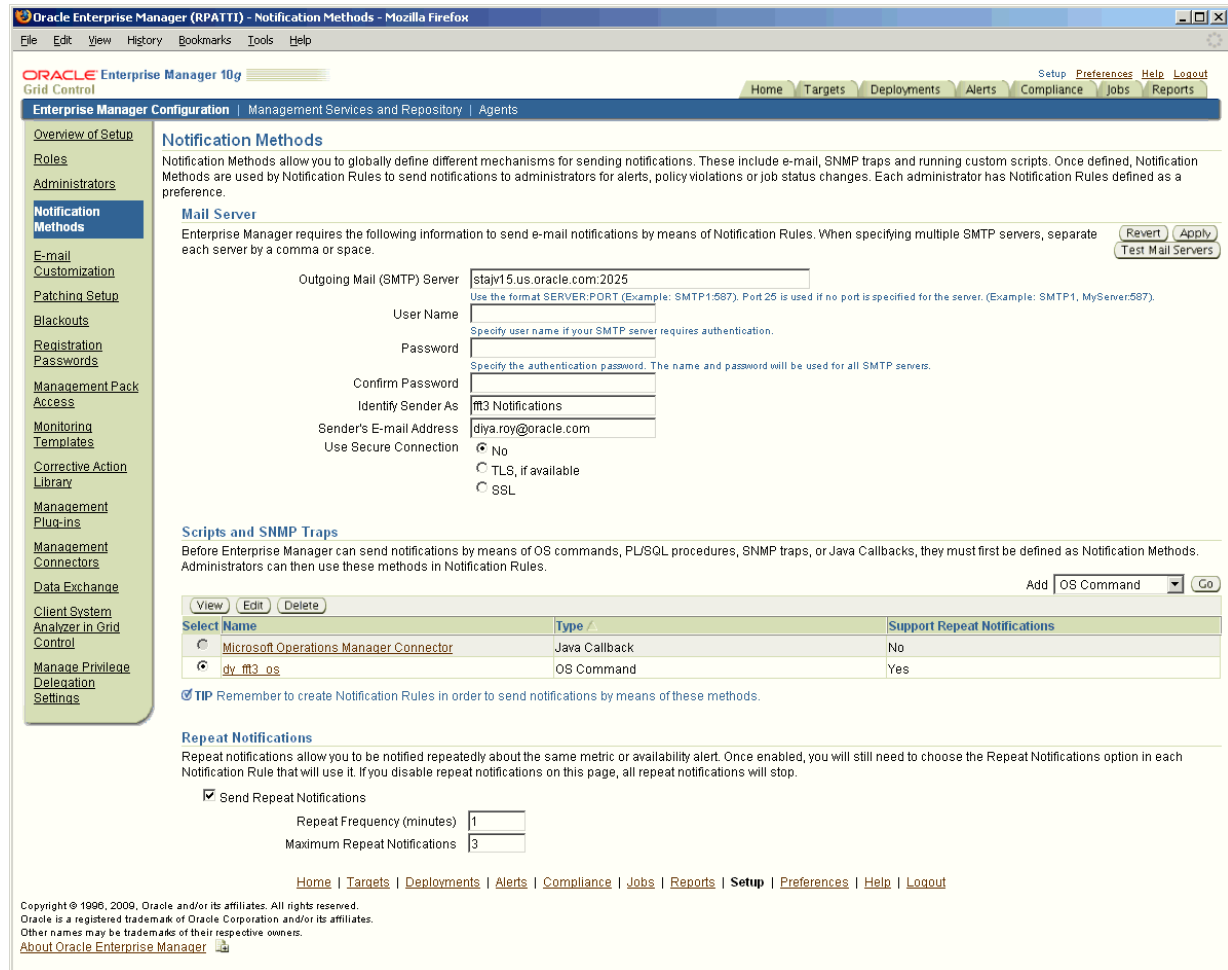 Oracle Enterprise Manager (RPATTI) - Notification Methods - Mozilla Firefox
File Edit View History Bookmarks Tools Help
ORACLE Enterprise Manager 10g
Grid Control
Setup Preferences Help Logout
Home Targets Deployments Alerts Compliance Jobs Reports
Enterprise Manager Configuration | Management Services and Repository | Agents
Overview of Setup
Roles
Administrators
Notification
Methods
E-mail
Customization
Patching Setup
Blackouts
Registration
Passwords
Management Pack
Access
Monitoring
Templates
Corrective Action
Library
Management
Plug-ins
Management
Connectors
Data Exchange
Client System
Analyzer in Grid
Control
Manage Privilege
Delegation
Settings
Notification Methods
Notification Methods allow you to globally define different mechanisms for sending notifications. These include e-mail, SNMP traps and running custom scripts. Once defined, Notification
Methods are used by Notification Rules to send notifications to administrators for alerts, policy violations or job status changes. Each administrator has Notification Rules defined as a
preference.
Mail Server
Enterprise Manager requires the following information to send e-mail notifications by means of Notification Rules. When specifying multiple SMTP servers, separate
each server by a comma or space.
Revert Apply
Test Mail Servers
Outgoing Mail (SMTP) Server stajv15.us.oracle.com:2025
Use the format SERVER:PORT (Example: SMTP1:587). Port 25 is used if no port is specified for the server. (Example: SMTP1, MyServer:587).
User Name
Specify user name if your SMTP server requires authentication.
Password
Specify the authentication password. The name and password will be used for all SMTP servers.
Confirm Password
Identify Sender As fft3 Notifications
Sender's E-mail Address diya.roy@oracle.com
Use Secure Connection No
TLS, if available
SSL
Scripts and SNMP Traps
Before Enterprise Manager can send notifications by means of OS commands, PL/SQL procedures, SNMP traps, or Java Callbacks, they must first be defined as Notification Methods.
Administrators can then use these methods in Notification Rules.
Add OS Command Go
View Edit Delete
Select Name Type Support Repeat Notifications
Microsoft Operations Manager Connector Java Callback No
dy_fft3_os OS Command Yes
TIP Remember to create Notification Rules in order to send notifications by means of these methods.
Repeat Notifications
Repeat notifications allow you to be notified repeatedly about the same metric or availability alert. Once enabled, you will still need to choose the Repeat Notifications option in each
Notification Rule that will use it. If you disable repeat notifications on this page, all repeat notifications will stop.
Send Repeat Notifications
Repeat Frequency (minutes) 1
Maximum Repeat Notifications 3
Home | Targets | Deployments | Alerts | Compliance | Jobs | Reports | Setup | Preferences | Help | Logout
Copyright © 1996, 2009, Oracle and/or its affiliates. All rights reserved.
Oracle is a registered trademark of Oracle Corporation and/or its affiliates.
Other names may be trademarks of their respective owners.
About Oracle Enterprise Manager